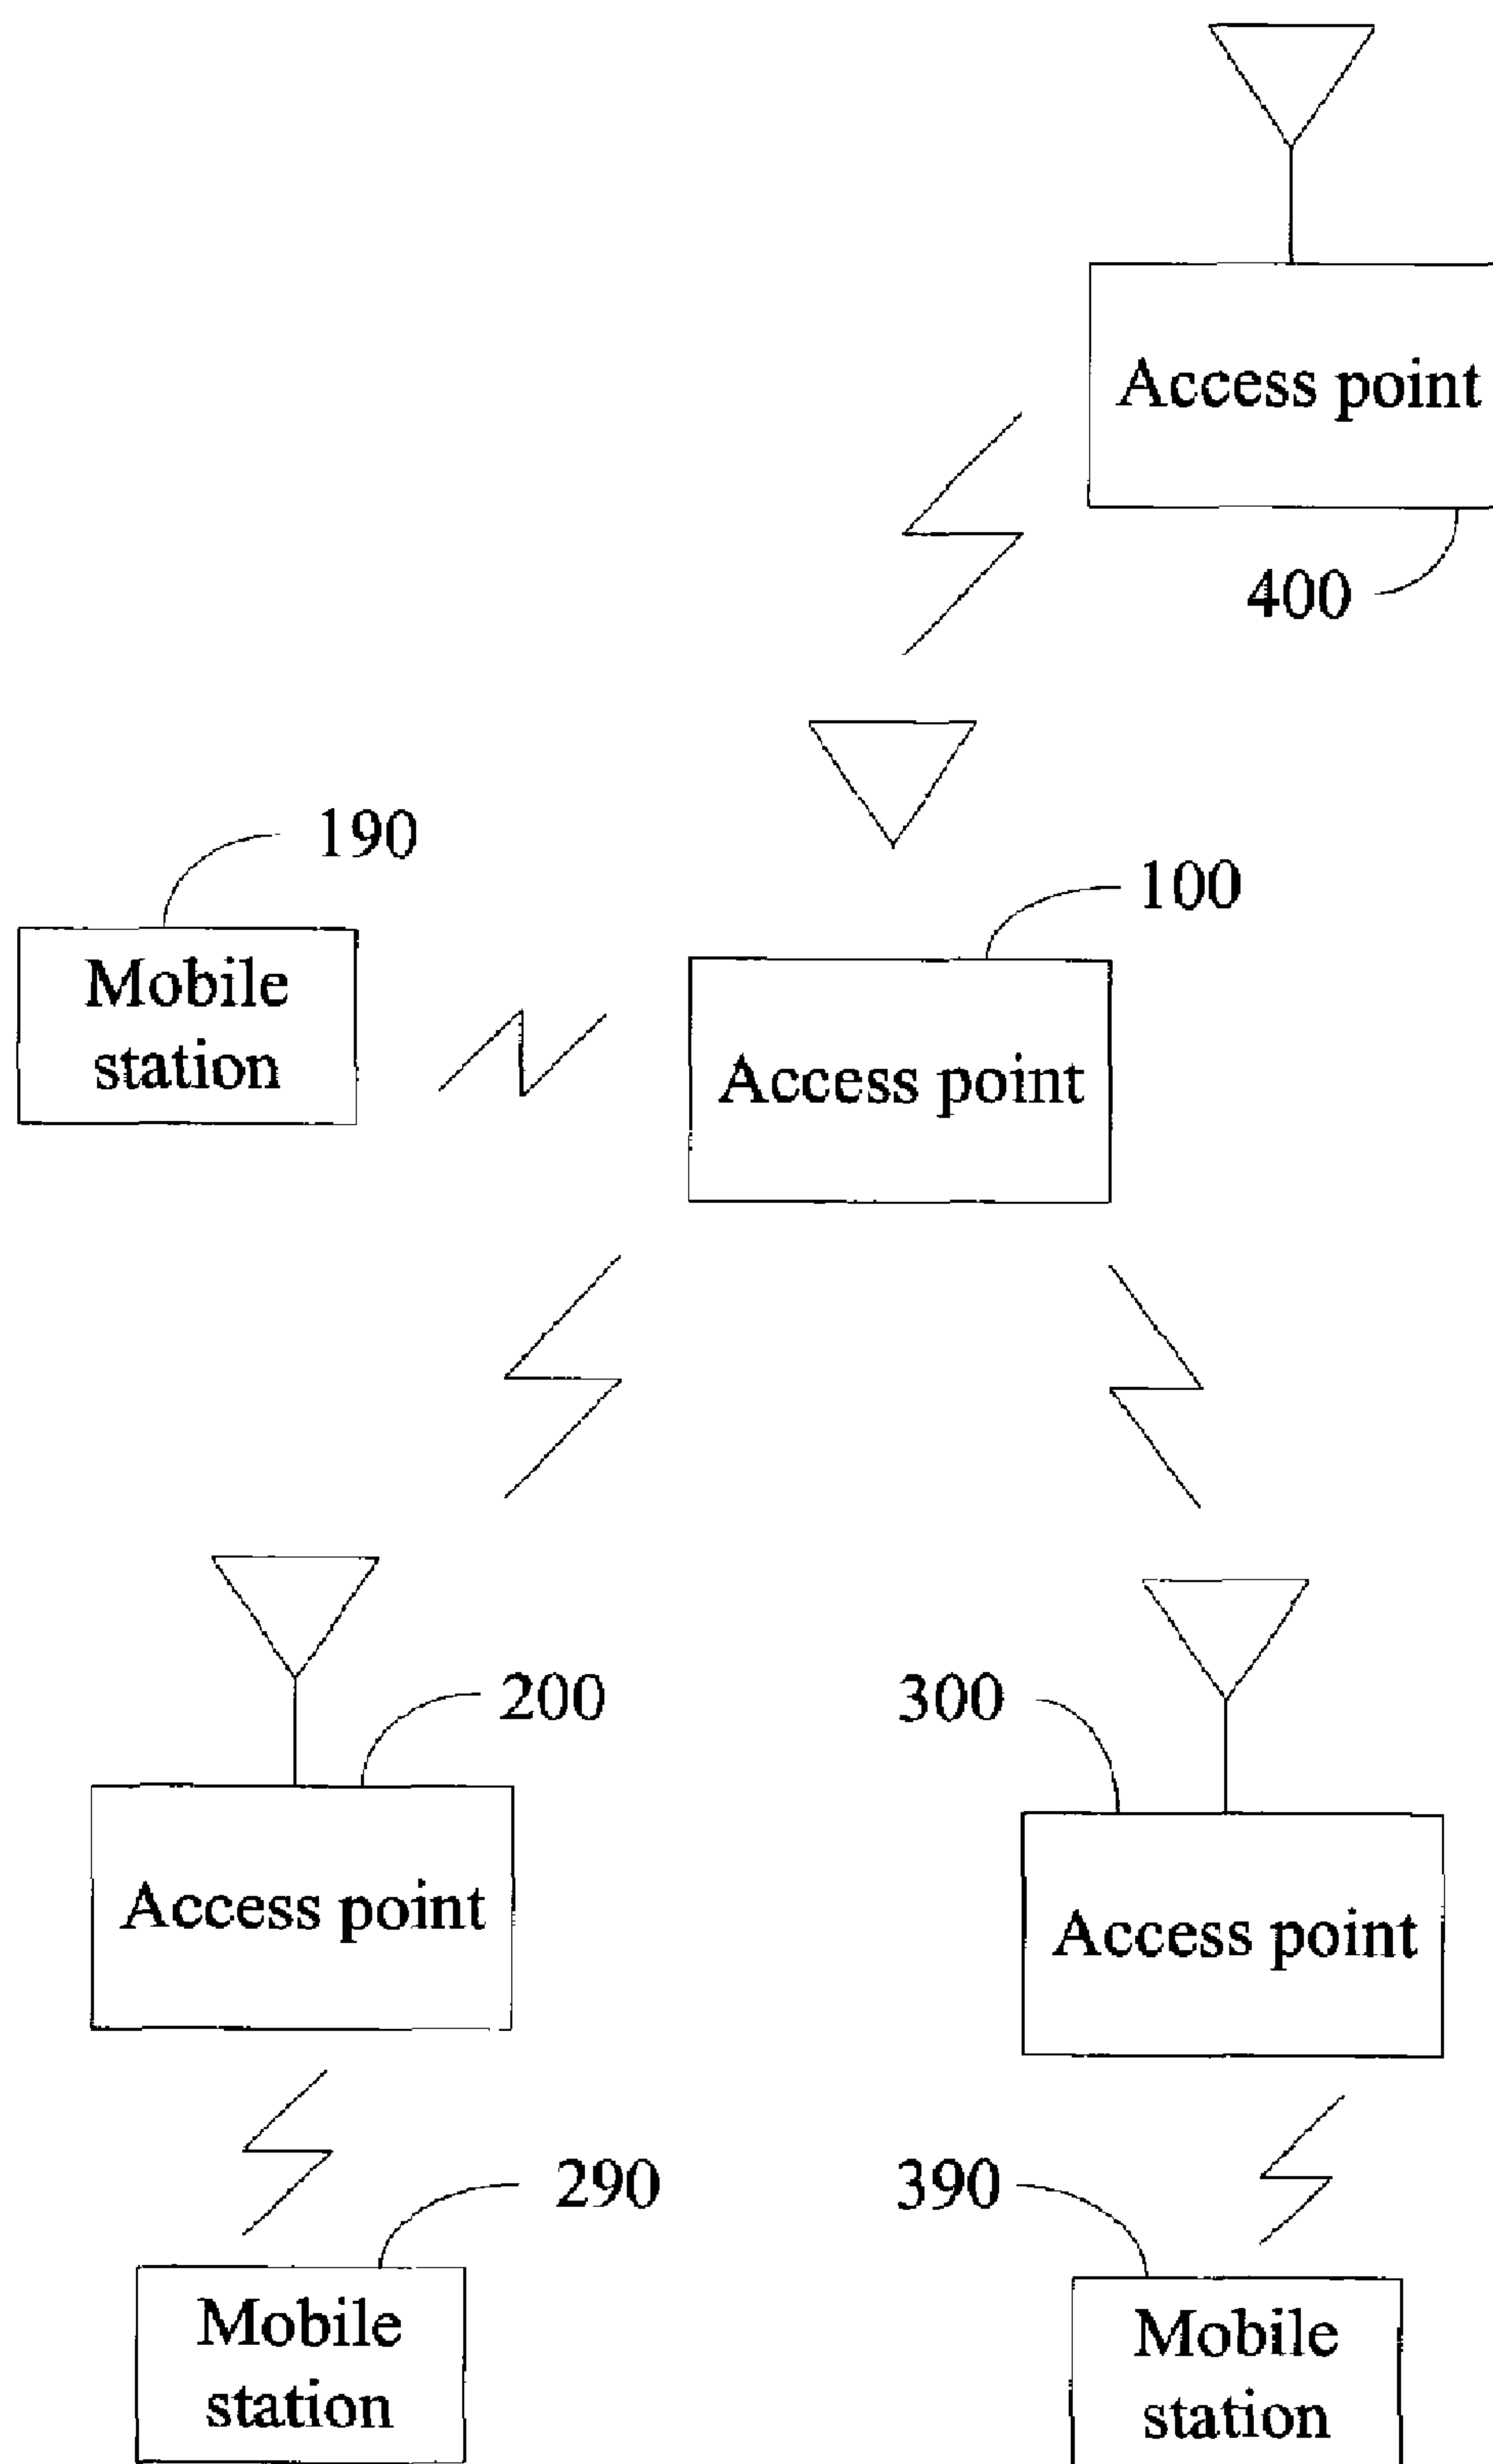 Access point
400
190
100
Mobile
station
Access point
200
300
Access point
Access point
290
390
Mobile
station
Mobile
station